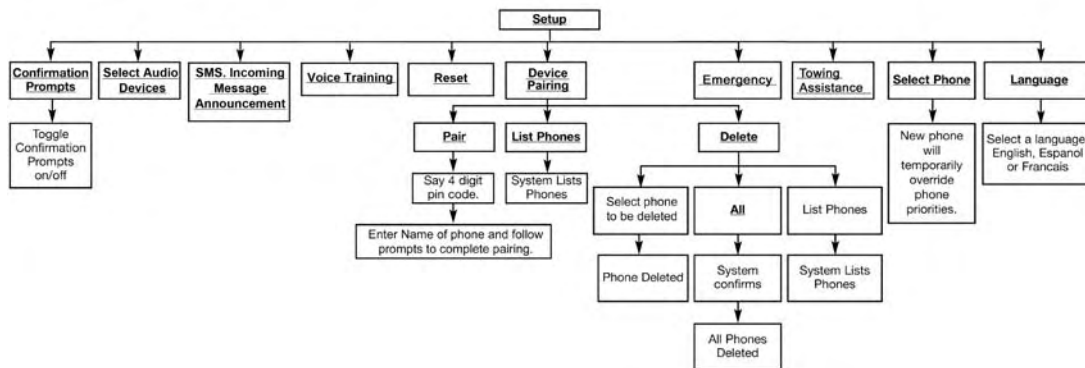 Setup
Confirmation
Prompts
Select Audio
Devices
SMS. Incoming
Message
Announcement
Voice Training
Reset
Device
Pairing
Emergency
Towing
Assistance
Select Phone
Language
Toggle
Confirmation
Prompts
on/off
Pair
List Phones
Delete
New phone
will
temporarily
override
phone
priorities.
Select a language
English, Espanol
or Francais
Say 4 digit
pin code.
System Lists
Phones
Select phone
to be deleted
All
List Phones
Enter Name of phone and follow
prompts to complete pairing.
Phone Deleted
System
confirms
System Lists
Phones
All Phones
Deleted